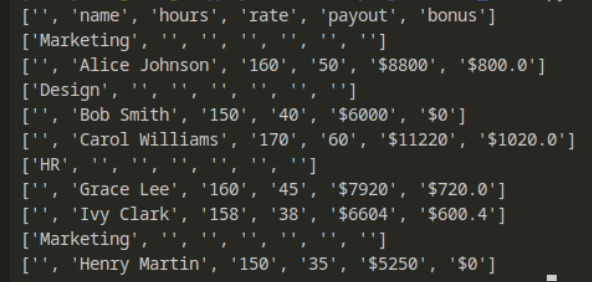 ['', 'name', 'hours', 'rate', 'payout', 'bonus']
['Marketing', '', '', '', '', '', '']
['', 'Alice Johnson', '160', '50', '$8800', '$800.0']
['Design', '', '', '', '', '', '']
['', 'Bob Smith', '150', '40', '$6000', '$0']
['', 'Carol Williams', '170', '60', '$11220', '$1020.0']
['HR', '', '', '', '', '', '']
['', 'Grace Lee', '160', '45', '$7920', '$720.0']
['', 'Ivy Clark', '158', '38', '$6604', '$600.4']
['Marketing', '', '', '', '', '', '']
['', 'Henry Martin', '150', '35', '$5250', '$0']